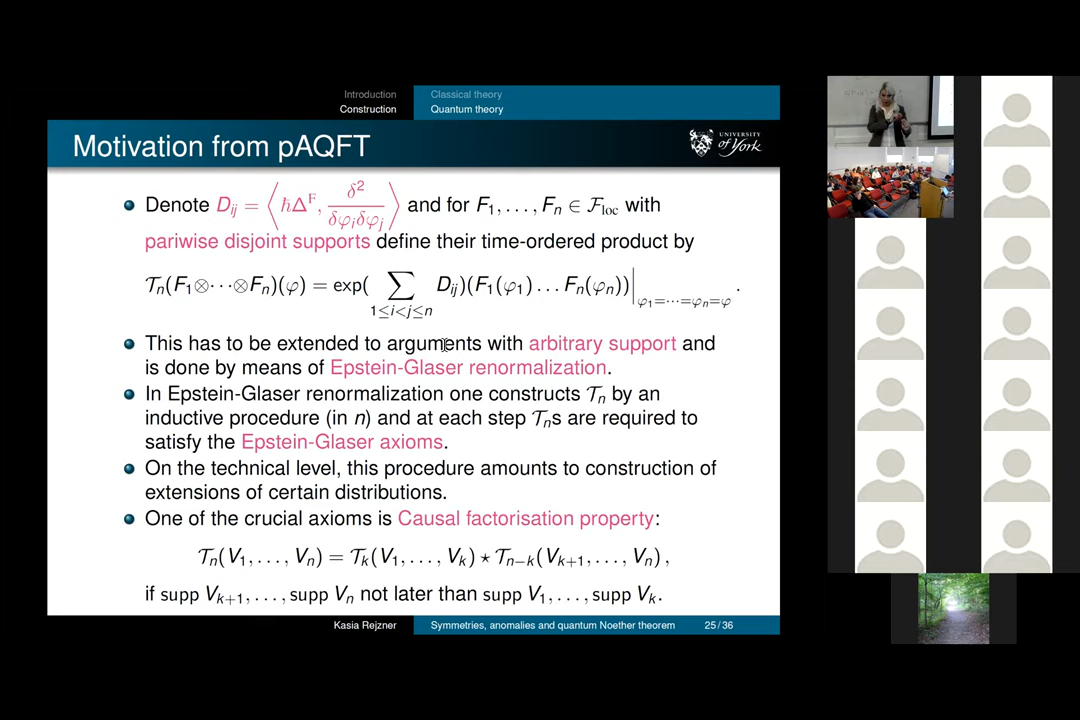 Introduction
Construction
Classical theory
Quantum theory
Motivation from pAQFT
UNIVERSITY
of York
Denote D_{ij} = ⟨ℏΔ^F, δ²/δφ_iδφ_j⟩ and for F_1, . . . , F_n ∈ 𝓕_loc with
pariwise disjoint supports define their time-ordered product by
𝒯_n(F_1⊗···⊗F_n)(φ) = exp( ∑_{1≤i<j≤n} D_{ij})(F_1(φ_1) . . . F_n(φ_n))|_{φ_1=···=φ_n=φ} .
This has to be extended to arguments with arbitrary support and
is done by means of Epstein-Glaser renormalization.
In Epstein-Glaser renormalization one constructs 𝒯_n by an
inductive procedure (in n) and at each step 𝒯_ns are required to
satisfy the Epstein-Glaser axioms.
On the technical level, this procedure amounts to construction of
extensions of certain distributions.
One of the crucial axioms is Causal factorisation property:
𝒯_n(V_1, . . . , V_n) = 𝒯_k(V_1, . . . , V_k) ⋆ 𝒯_{n−k}(V_{k+1}, . . . , V_n) ,
if supp V_{k+1}, . . . , supp V_n not later than supp V_1, . . . , supp V_k.
Kasia Rejzner
Symmetries, anomalies and quantum Noether theorem
25 / 36